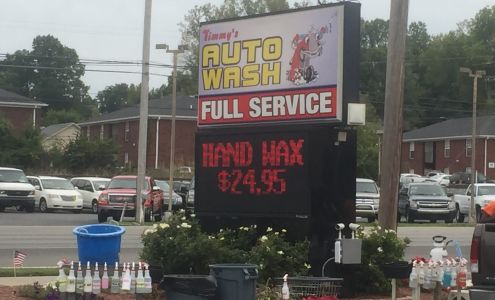 Timmy's
AUTO
WASH
FULL SERVICE
HAND WAX
$24.95